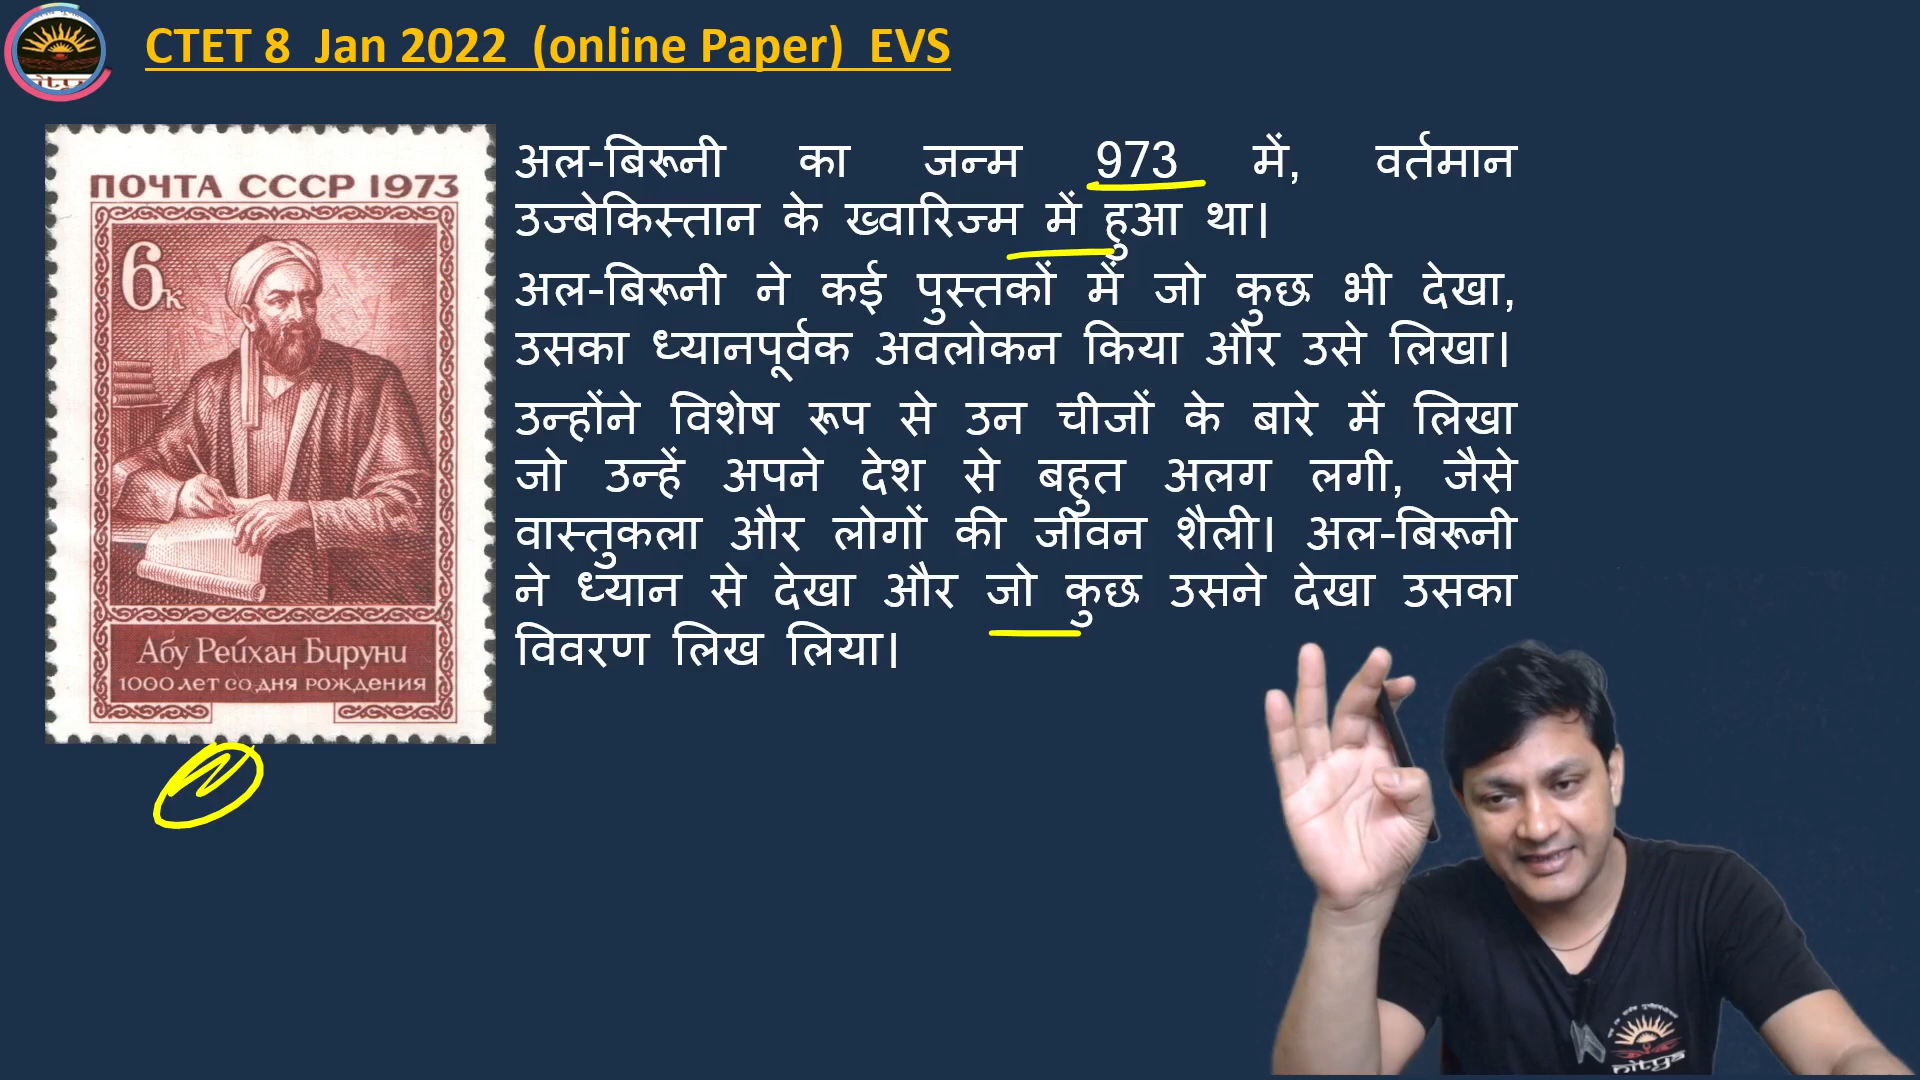 CTET 8 Jan 2022 (online Paper) EVS
ПОЧТА СССР 1973
6к
Абу Рейхан Бируни
1000 лет со дня рождения
अल-बिरूनी का जन्म 973 में, वर्तमान
उज्बेकिस्तान के ख्वारिज्म में हुआ था।
अल-बिरूनी ने कई पुस्तकों में जो कुछ भी देखा,
उसका ध्यानपूर्वक अवलोकन किया और उसे लिखा।
उन्होंने विशेष रूप से उन चीजों के बारे में लिखा
जो उन्हें अपने देश से बहुत अलग लगी, जैसे
वास्तुकला और लोगों की जीवन शैली। अल-बिरूनी
ने ध्यान से देखा और जो कुछ उसने देखा उसका
विवरण लिख लिया।
nitya